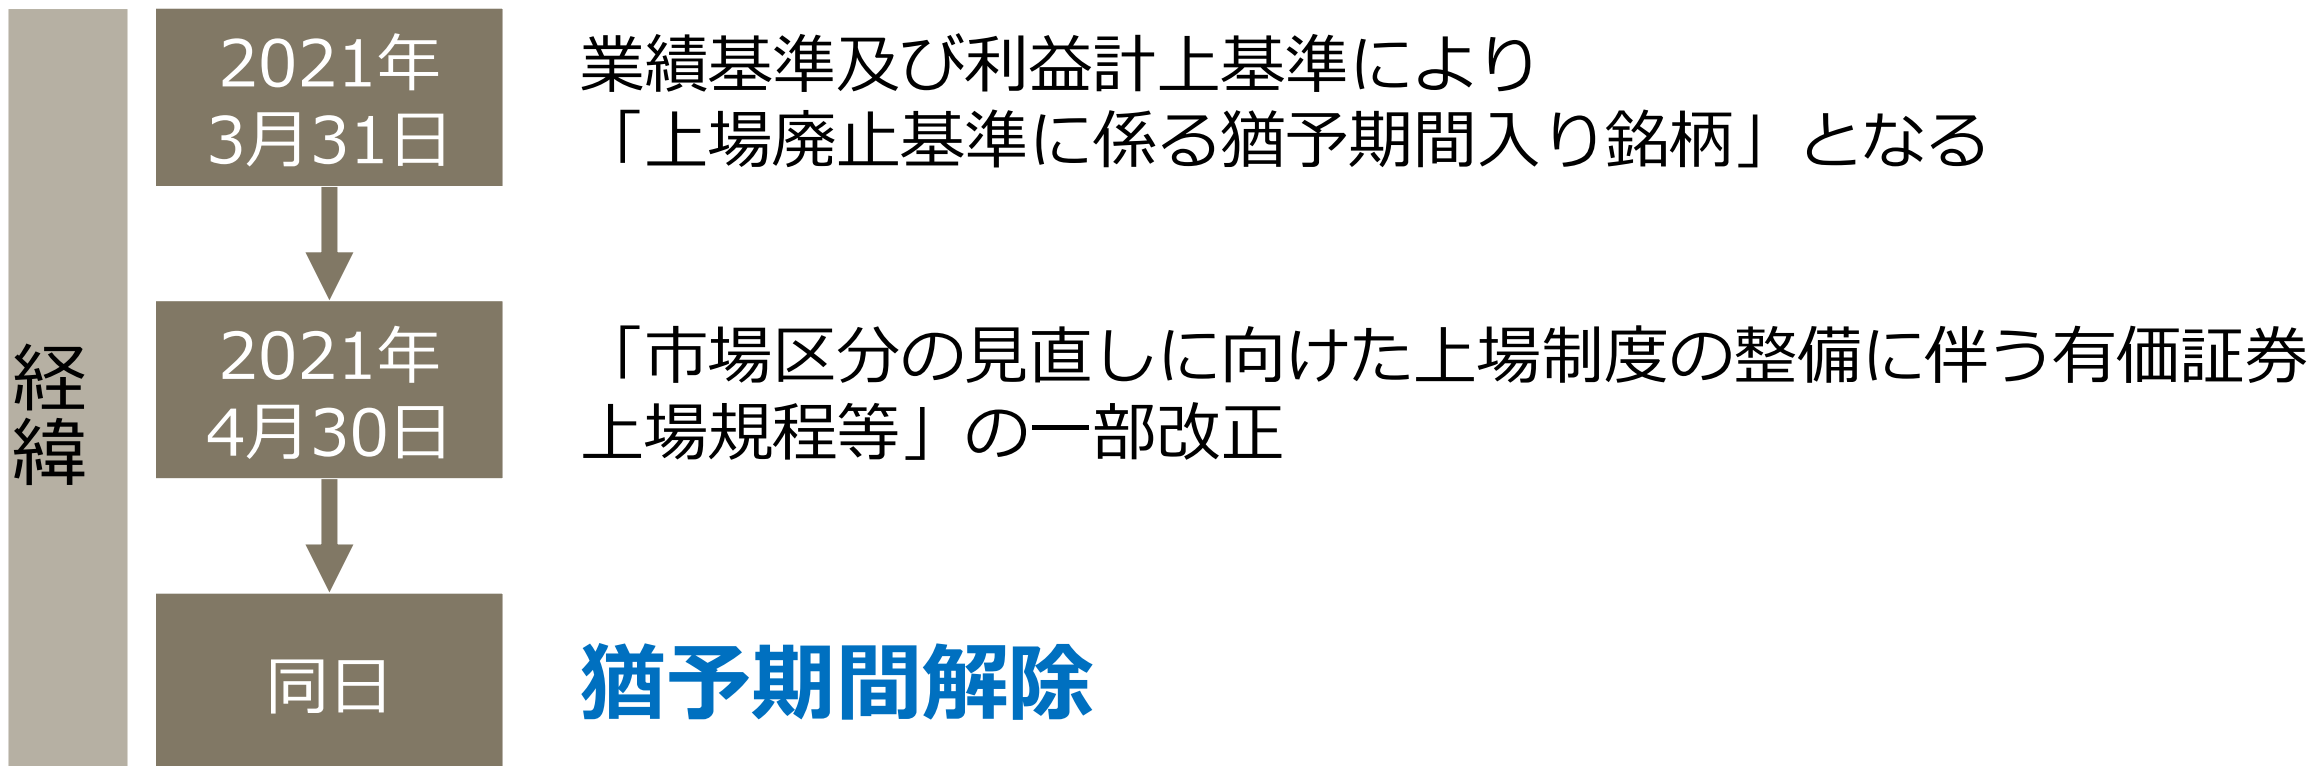 経緯
2021年
3月31日
業績基準及び利益計上基準により
「上場廃止基準に係る猶予期間入り銘柄」となる
2021年
4月30日
「市場区分の見直しに向けた上場制度の整備に伴う有価証券
上場規程等」の一部改正
同日
猶予期間解除